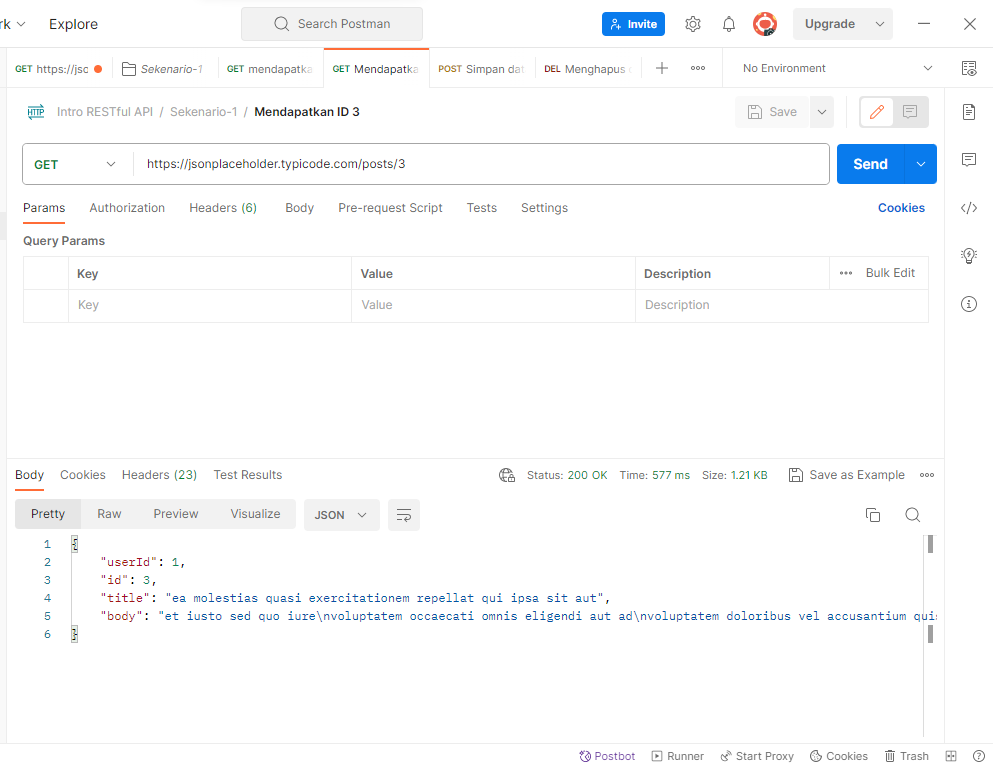 rk Explore Search Postman Invite Upgrade
GET https://jsc Sekenario-1 GET mendapatka GET Mendapatka POST Simpan dat DEL Menghapus No Environment
HTTP Intro RESTful API / Sekenario-1 / Mendapatkan ID 3 Save
GET https://jsonplaceholder.typicode.com/posts/3 Send
Params Authorization Headers (6) Body Pre-request Script Tests Settings Cookies
Query Params
Key Value Description Bulk Edit
Key Value Description
Body Cookies Headers (23) Test Results Status: 200 OK Time: 577 ms Size: 1.21 KB Save as Example
Pretty Raw Preview Visualize JSON
1 {
2 "userId": 1,
3 "id": 3,
4 "title": "ea molestias quasi exercitationem repellat qui ipsa sit aut",
5 "body": "et iusto sed quo iure\nvoluptatem occaecati omnis eligendi aut ad\nvoluptatem doloribus vel accusantium quis
6 }
Postbot Runner Start Proxy Cookies Trash